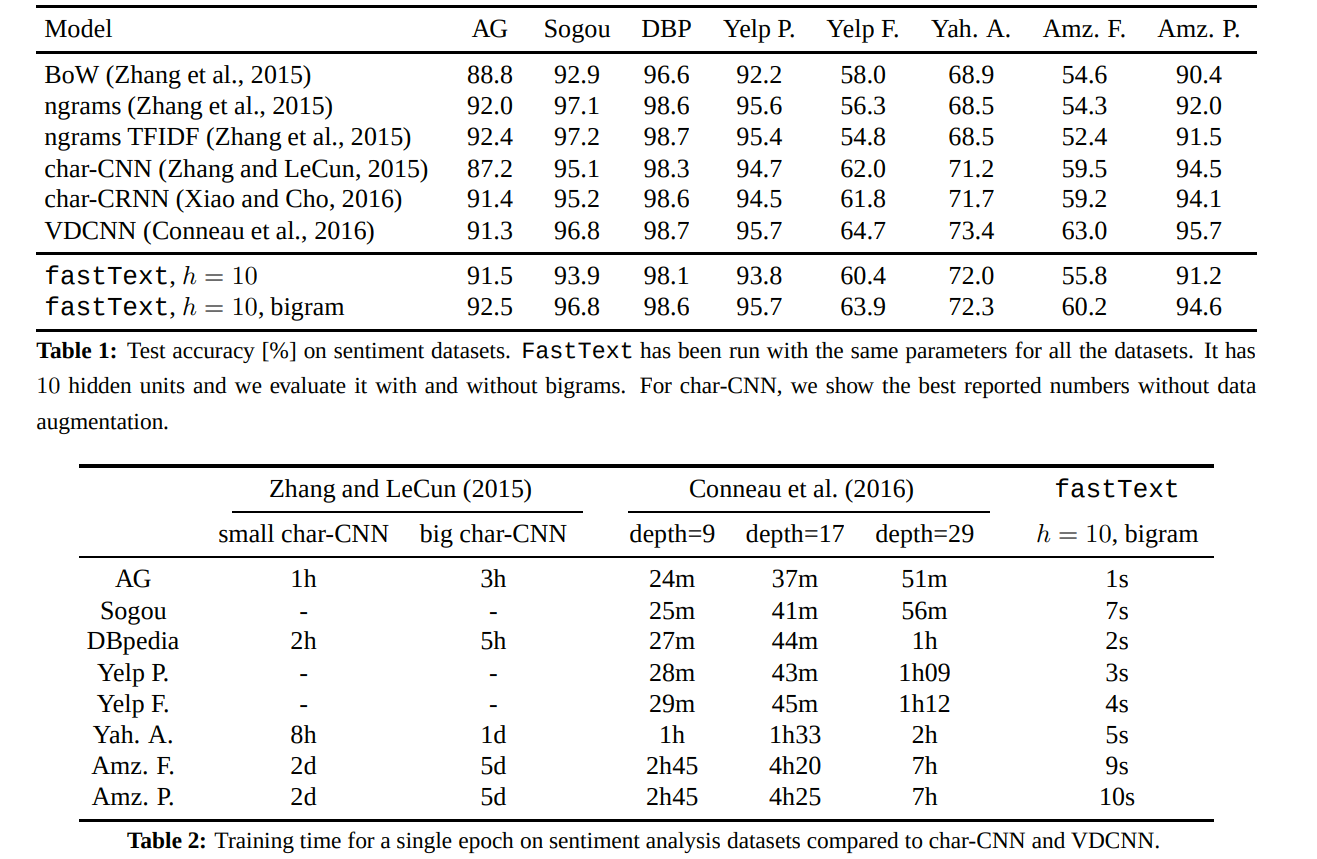 Model AG Sogou DBP Yelp P. Yelp F. Yah. A. Amz. F. Amz. P.
BoW (Zhang et al., 2015) 88.8 92.9 96.6 92.2 58.0 68.9 54.6 90.4
ngrams (Zhang et al., 2015) 92.0 97.1 98.6 95.6 56.3 68.5 54.3 92.0
ngrams TFIDF (Zhang et al., 2015) 92.4 97.2 98.7 95.4 54.8 68.5 52.4 91.5
char-CNN (Zhang and LeCun, 2015) 87.2 95.1 98.3 94.7 62.0 71.2 59.5 94.5
char-CRNN (Xiao and Cho, 2016) 91.4 95.2 98.6 94.5 61.8 71.7 59.2 94.1
VDCNN (Conneau et al., 2016) 91.3 96.8 98.7 95.7 64.7 73.4 63.0 95.7
fastText, h = 10 91.5 93.9 98.1 93.8 60.4 72.0 55.8 91.2
fastText, h = 10, bigram 92.5 96.8 98.6 95.7 63.9 72.3 60.2 94.6
Table 1: Test accuracy [%] on sentiment datasets. FastText has been run with the same parameters for all the datasets. It has
10 hidden units and we evaluate it with and without bigrams. For char-CNN, we show the best reported numbers without data
augmentation.
Zhang and LeCun (2015) Conneau et al. (2016) fastText
small char-CNN big char-CNN depth=9 depth=17 depth=29 h = 10, bigram
AG 1h 3h 24m 37m 51m 1s
Sogou - - 25m 41m 56m 7s
DBpedia 2h 5h 27m 44m 1h 2s
Yelp P. - - 28m 43m 1h09 3s
Yelp F. - - 29m 45m 1h12 4s
Yah. A. 8h 1d 1h 1h33 2h 5s
Amz. F. 2d 5d 2h45 4h20 7h 9s
Amz. P. 2d 5d 2h45 4h25 7h 10s
Table 2: Training time for a single epoch on sentiment analysis datasets compared to char-CNN and VDCNN.